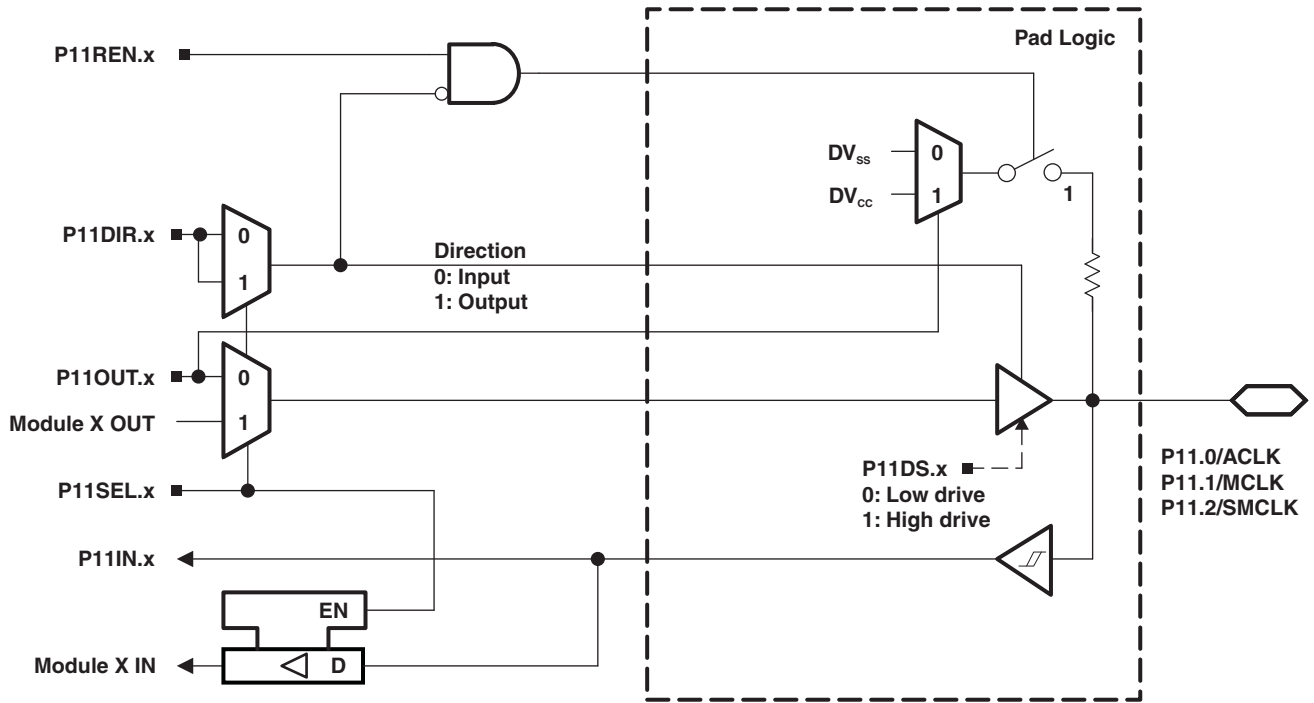 Pad Logic
P11REN.x
DVss
0
DVcc
1
1
P11DIR.x
0
1
Direction
0: Input
1: Output
P11OUT.x
0
Module X OUT
1
P11DS.x
0: Low drive
1: High drive
P11.0/ACLK
P11.1/MCLK
P11.2/SMCLK
P11SEL.x
P11IN.x
EN
Module X IN
D